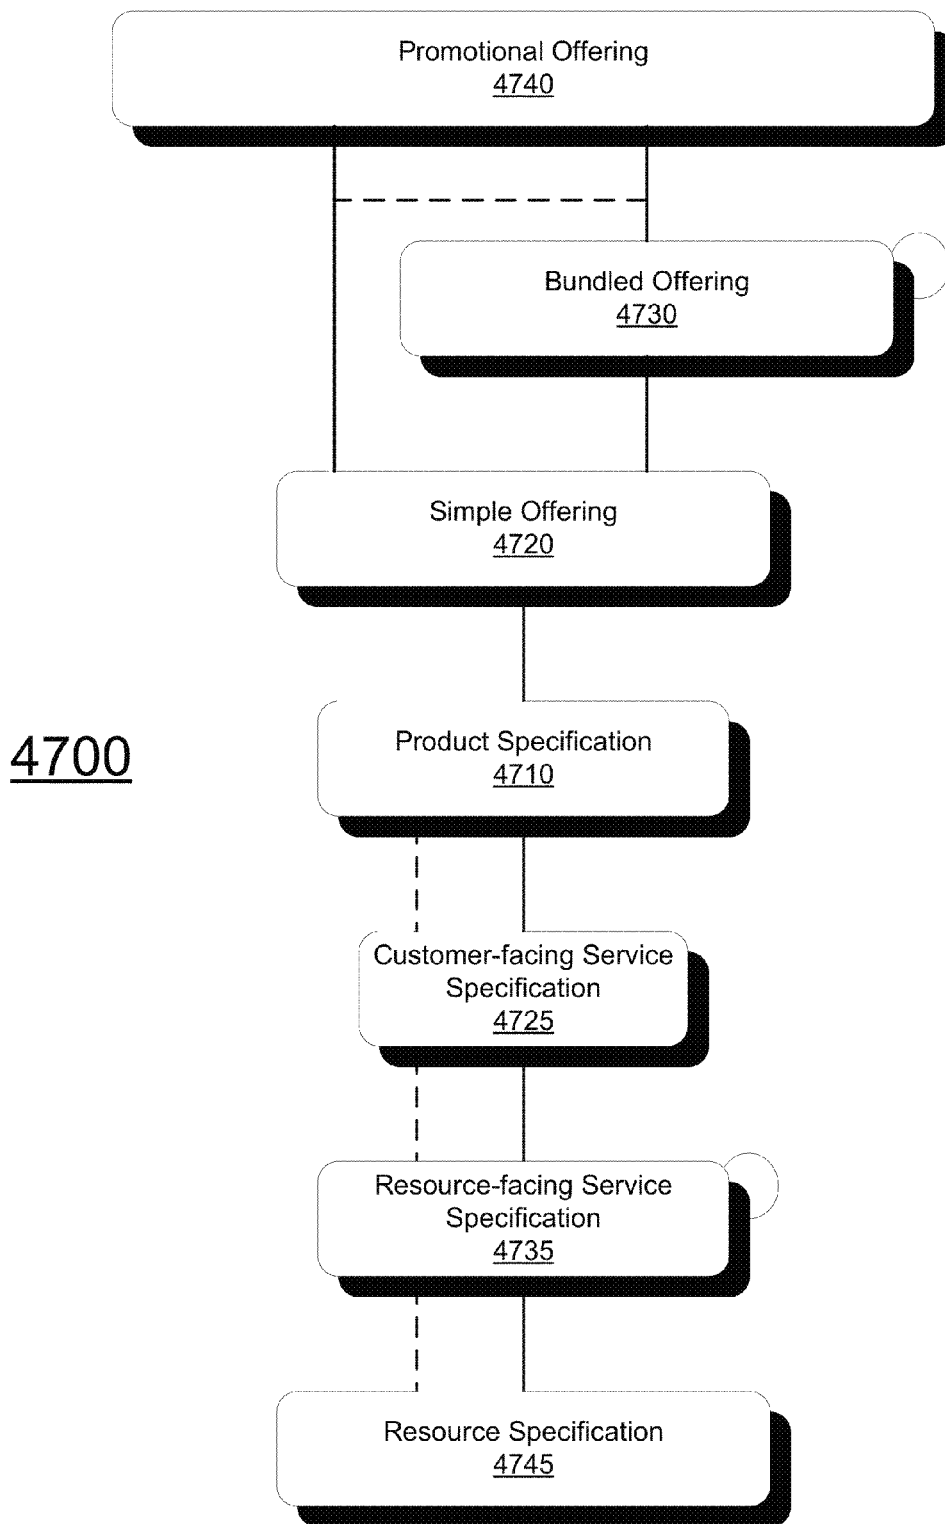 Promotional Offering
4740
Bundled Offering
4730
Simple Offering
4720
4700
Product Specification
4710
Customer-facing Service
Specification
4725
Resource-facing Service
Specification
4735
Resource Specification
4745